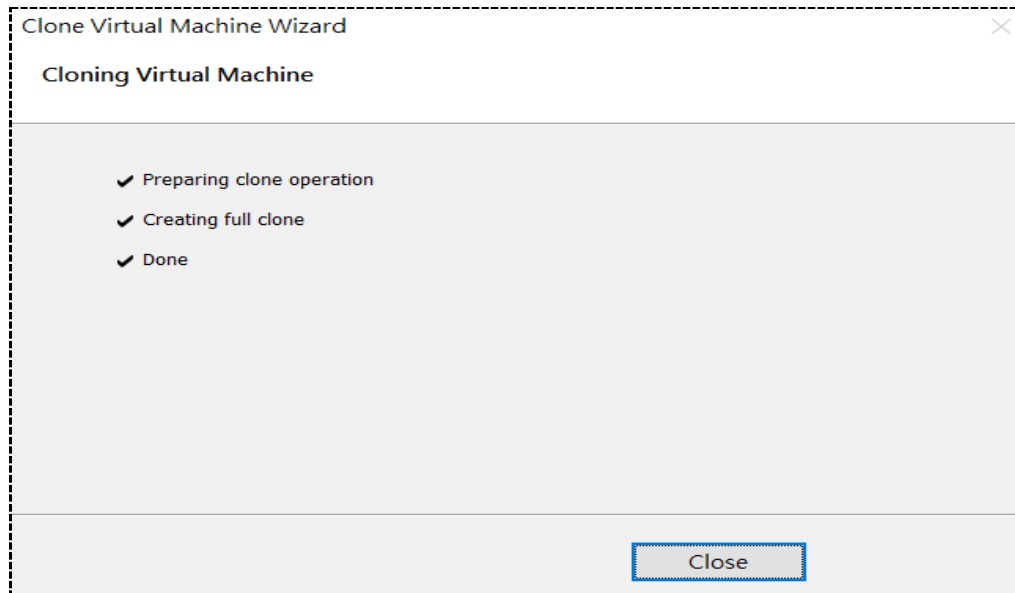 Clone Virtual Machine Wizard
Cloning Virtual Machine
Preparing clone operation
Creating full clone
Done
Close